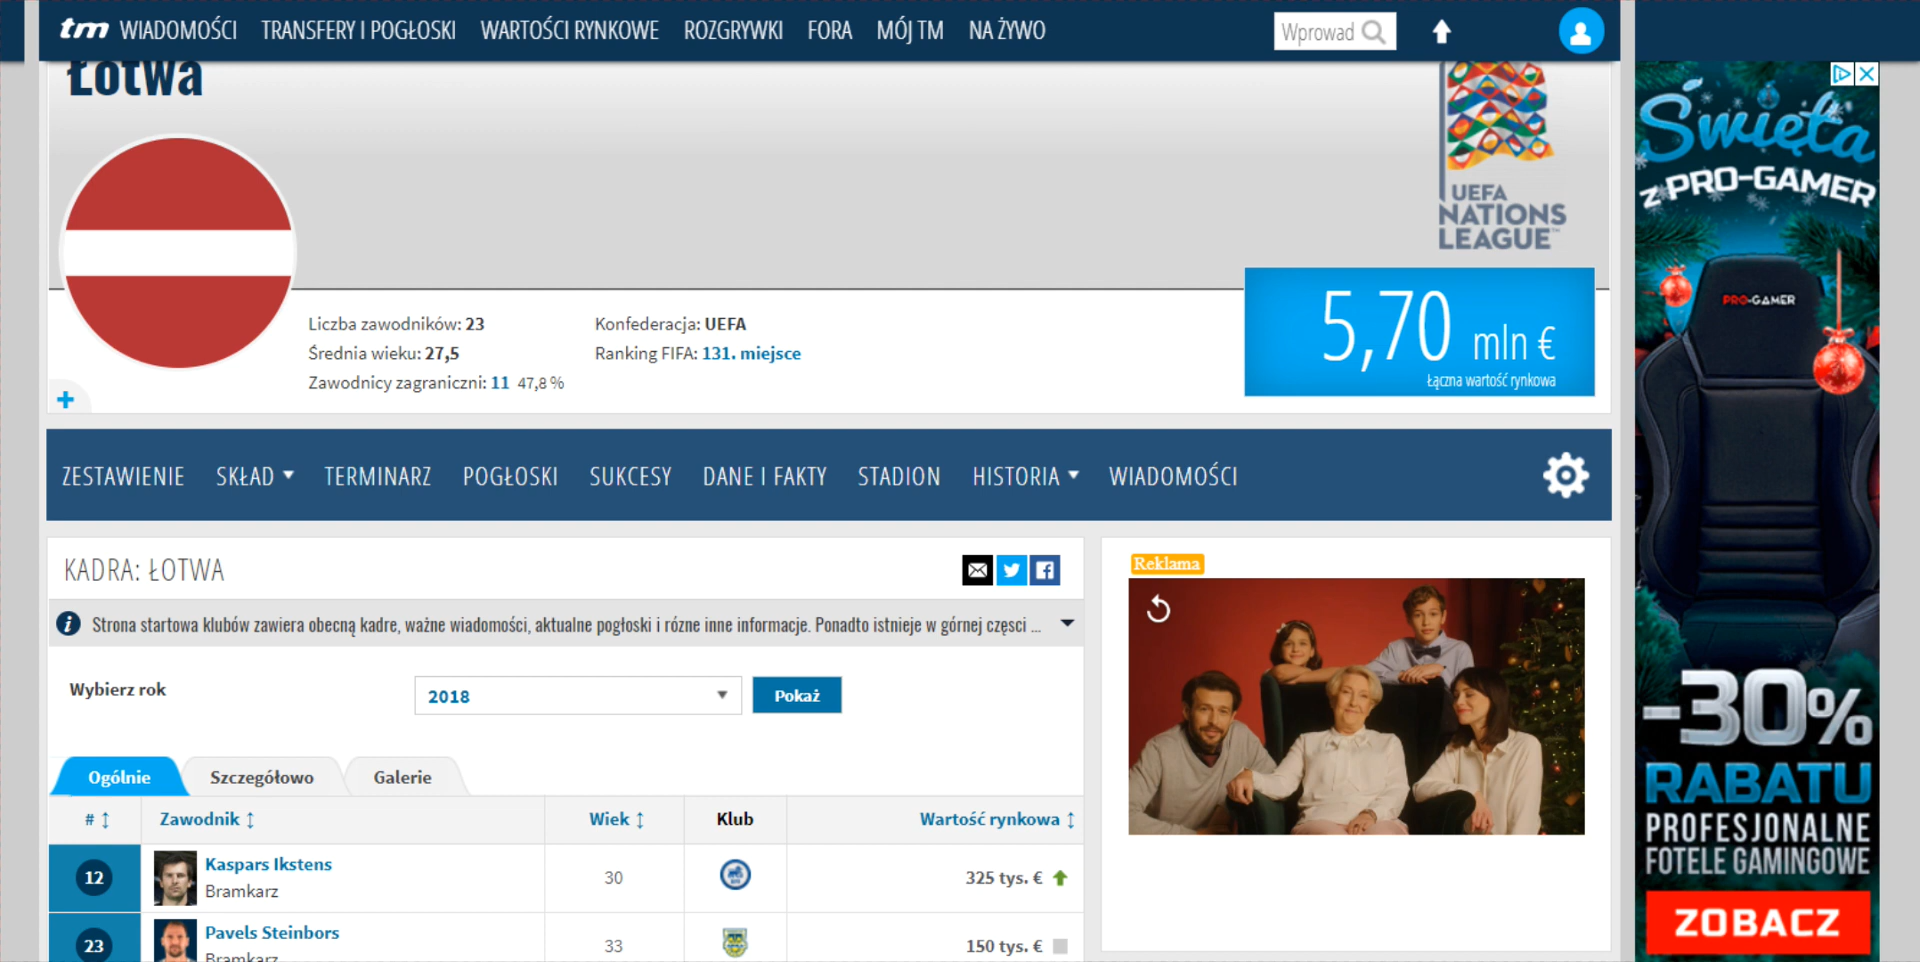 tm WIADOMOŚCI TRANSFERY I POGŁOSKI WARTOŚCI RYNKOWE ROZGRYWKI FORA MÓJ TM NA ŻYWO Wprowad
Łotwa
UEFA
NATIONS
LEAGUE™
5,70 mln €
Łączna wartość rynkowa
Liczba zawodników: 23
Średnia wieku: 27,5
Zawodnicy zagraniczni: 11 47,8 %
Konfederacja: UEFA
Ranking FIFA: 131. miejsce
ZESTAWIENIE SKŁAD TERMINARZ POGŁOSKI SUKCESY DANE I FAKTY STADION HISTORIA WIADOMOŚCI
KADRA: ŁOTWA
Strona startowa klubów zawiera obecną kadre, ważne wiadomości, aktualne pogłoski i rózne inne informacje. Ponadto istnieje w górnej częsci ...
Wybierz rok 2018 Pokaż
Ogólnie Szczegółowo Galerie
# Zawodnik Wiek Klub Wartość rynkowa
12 Kaspars Ikstens 30 325 tys. €
Bramkarz
23 Pavels Steinbors 33 150 tys. €
Bramkarz
Reklama
Święta
z PRO-GAMER
PRO-GAMER
-30%
RABATU
PROFESJONALNE
FOTELE GAMINGOWE
ZOBACZ